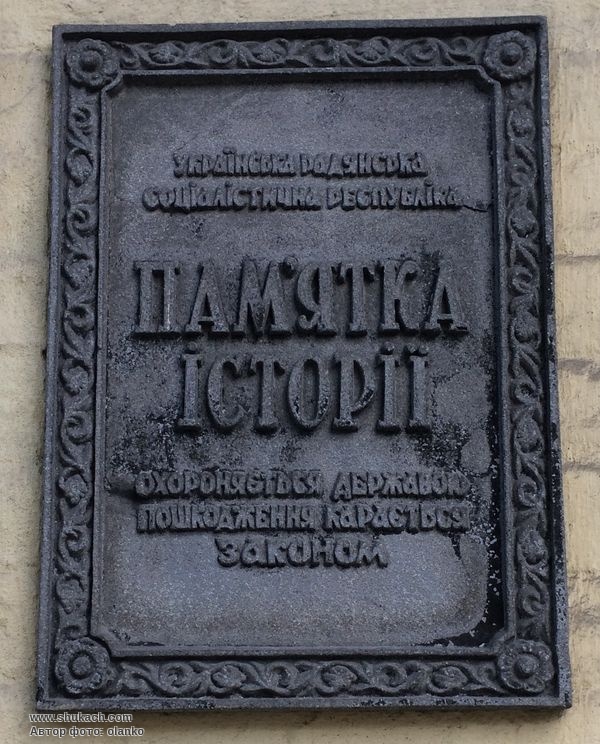 УКРАЇНСЬКА РАДЯНСЬКА
СОЦІАЛІСТИЧНА РЕСПУБЛІКА
ПАМ'ЯТКА
ІСТОРІЇ
ОХОРОНЯЄТЬСЯ ДЕРЖАВОЮ
ПОШКОДЖЕННЯ КАРАЄТЬСЯ
ЗАКОНОМ
www.shukach.com
Автор фото: olanko